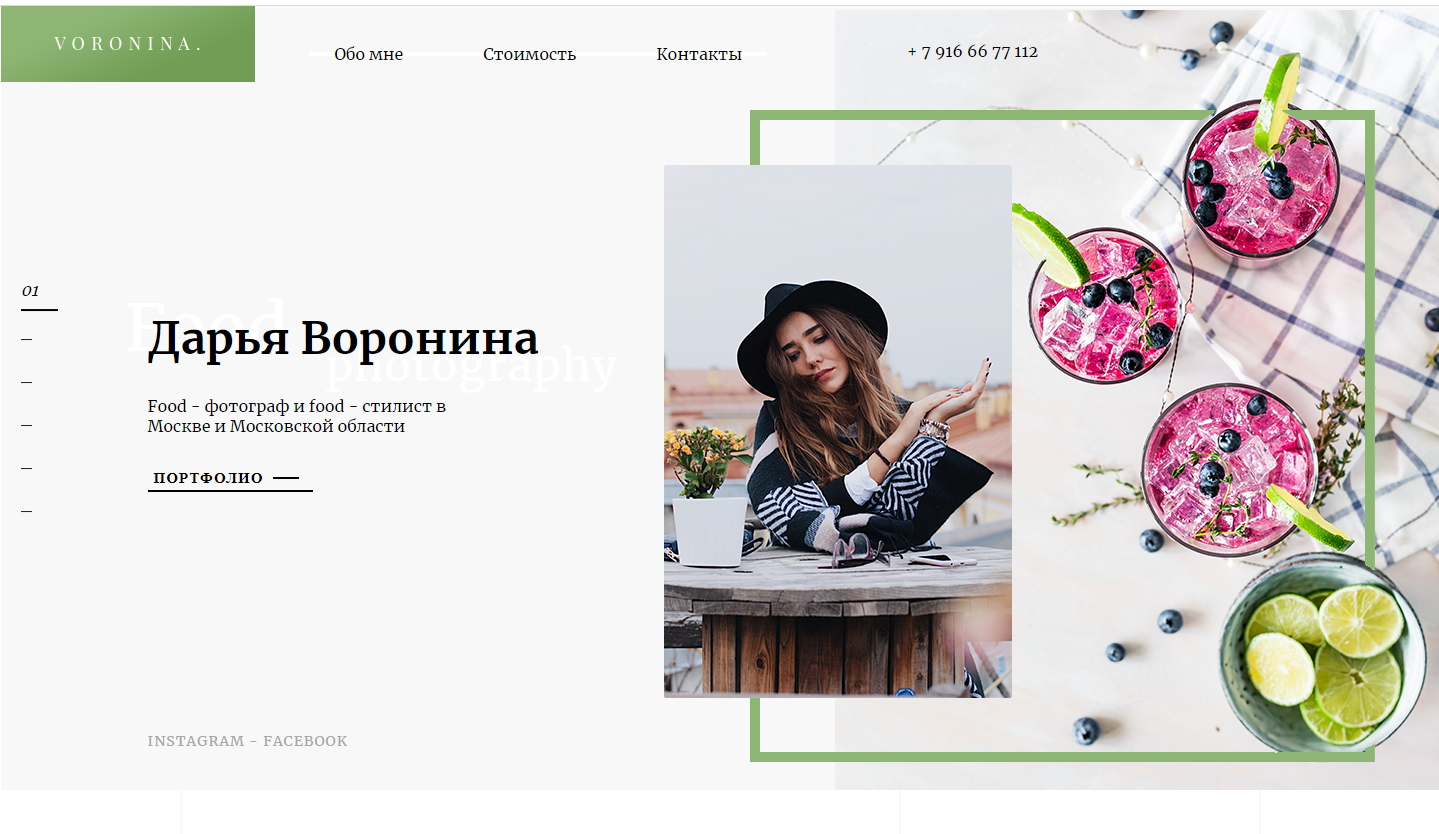 VORONINA.
Обо мне
Стоимость
Контакты
+ 7 916 66 77 112
01
Food
Дарья Воронина
photography
Food - фотограф и food - стилист в
Москве и Московской области
ПОРТФОЛИО
INSTAGRAM - FACEBOOK